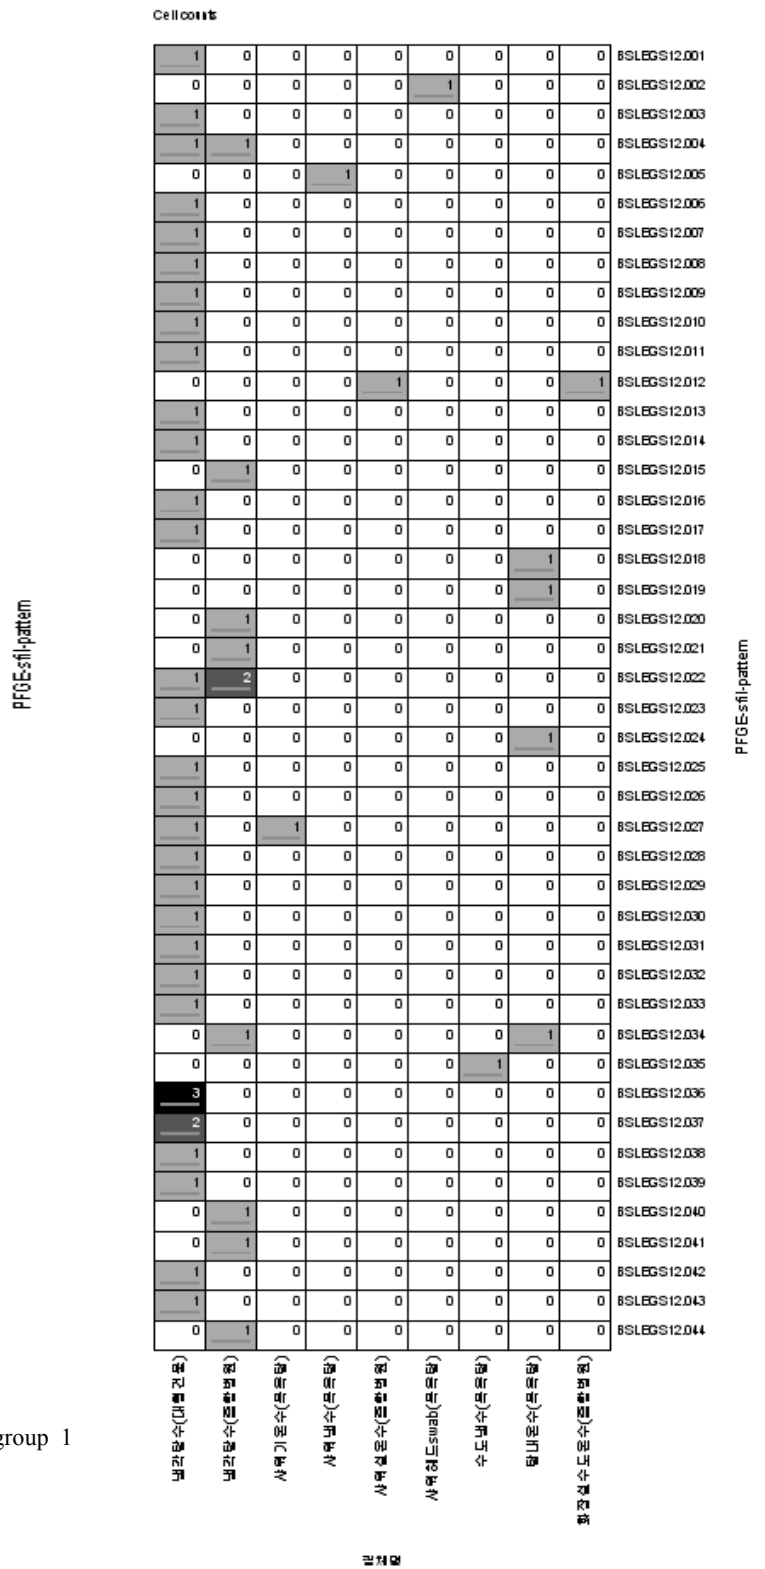 Cell counts
1 0 0 0 0 0 0 0 0 BSLEGS12.001
0 0 0 0 0 1 0 0 0 BSLEGS12.002
1 0 0 0 0 0 0 0 0 BSLEGS12.003
1 1 0 0 0 0 0 0 0 BSLEGS12.004
0 0 0 1 0 0 0 0 0 BSLEGS12.005
1 0 0 0 0 0 0 0 0 BSLEGS12.006
1 0 0 0 0 0 0 0 0 BSLEGS12.007
1 0 0 0 0 0 0 0 0 BSLEGS12.008
1 0 0 0 0 0 0 0 0 BSLEGS12.009
1 0 0 0 0 0 0 0 0 BSLEGS12.010
1 0 0 0 0 0 0 0 0 BSLEGS12.011
0 0 0 0 1 0 0 0 1 BSLEGS12.012
1 0 0 0 0 0 0 0 0 BSLEGS12.013
1 0 0 0 0 0 0 0 0 BSLEGS12.014
0 1 0 0 0 0 0 0 0 BSLEGS12.015
1 0 0 0 0 0 0 0 0 BSLEGS12.016
1 0 0 0 0 0 0 0 0 BSLEGS12.017
0 0 0 0 0 0 0 1 0 BSLEGS12.018
0 0 0 0 0 0 0 1 0 BSLEGS12.019
0 1 0 0 0 0 0 0 0 BSLEGS12.020
0 1 0 0 0 0 0 0 0 BSLEGS12.021
1 2 0 0 0 0 0 0 0 BSLEGS12.022
1 0 0 0 0 0 0 0 0 BSLEGS12.023
0 0 0 0 0 0 0 1 0 BSLEGS12.024
1 0 0 0 0 0 0 0 0 BSLEGS12.025
1 0 0 0 0 0 0 0 0 BSLEGS12.026
1 0 1 0 0 0 0 0 0 BSLEGS12.027
1 0 0 0 0 0 0 0 0 BSLEGS12.028
1 0 0 0 0 0 0 0 0 BSLEGS12.029
1 0 0 0 0 0 0 0 0 BSLEGS12.030
1 0 0 0 0 0 0 0 0 BSLEGS12.031
1 0 0 0 0 0 0 0 0 BSLEGS12.032
1 0 0 0 0 0 0 0 0 BSLEGS12.033
0 1 0 0 0 0 0 1 0 BSLEGS12.034
0 0 0 0 0 0 1 0 0 BSLEGS12.035
3 0 0 0 0 0 0 0 0 BSLEGS12.036
2 0 0 0 0 0 0 0 0 BSLEGS12.037
1 0 0 0 0 0 0 0 0 BSLEGS12.038
1 0 0 0 0 0 0 0 0 BSLEGS12.039
0 1 0 0 0 0 0 0 0 BSLEGS12.040
0 1 0 0 0 0 0 0 0 BSLEGS12.041
1 0 0 0 0 0 0 0 0 BSLEGS12.042
1 0 0 0 0 0 0 0 0 BSLEGS12.043
0 1 0 0 0 0 0 0 0 BSLEGS12.044
PFGE-sfiI-pattern
PFGE-sfiI-pattern
group 1
냉각탑수(대형건물)
냉각탑수(종합병원)
샤워기온수(목욕탕)
샤워냉수(목욕탕)
샤워실온수(종합병원)
샤워헤드swab(목욕탕)
수도냉수(목욕탕)
탕내온수(목욕탕)
화장실수도온수(종합병원)
검체명